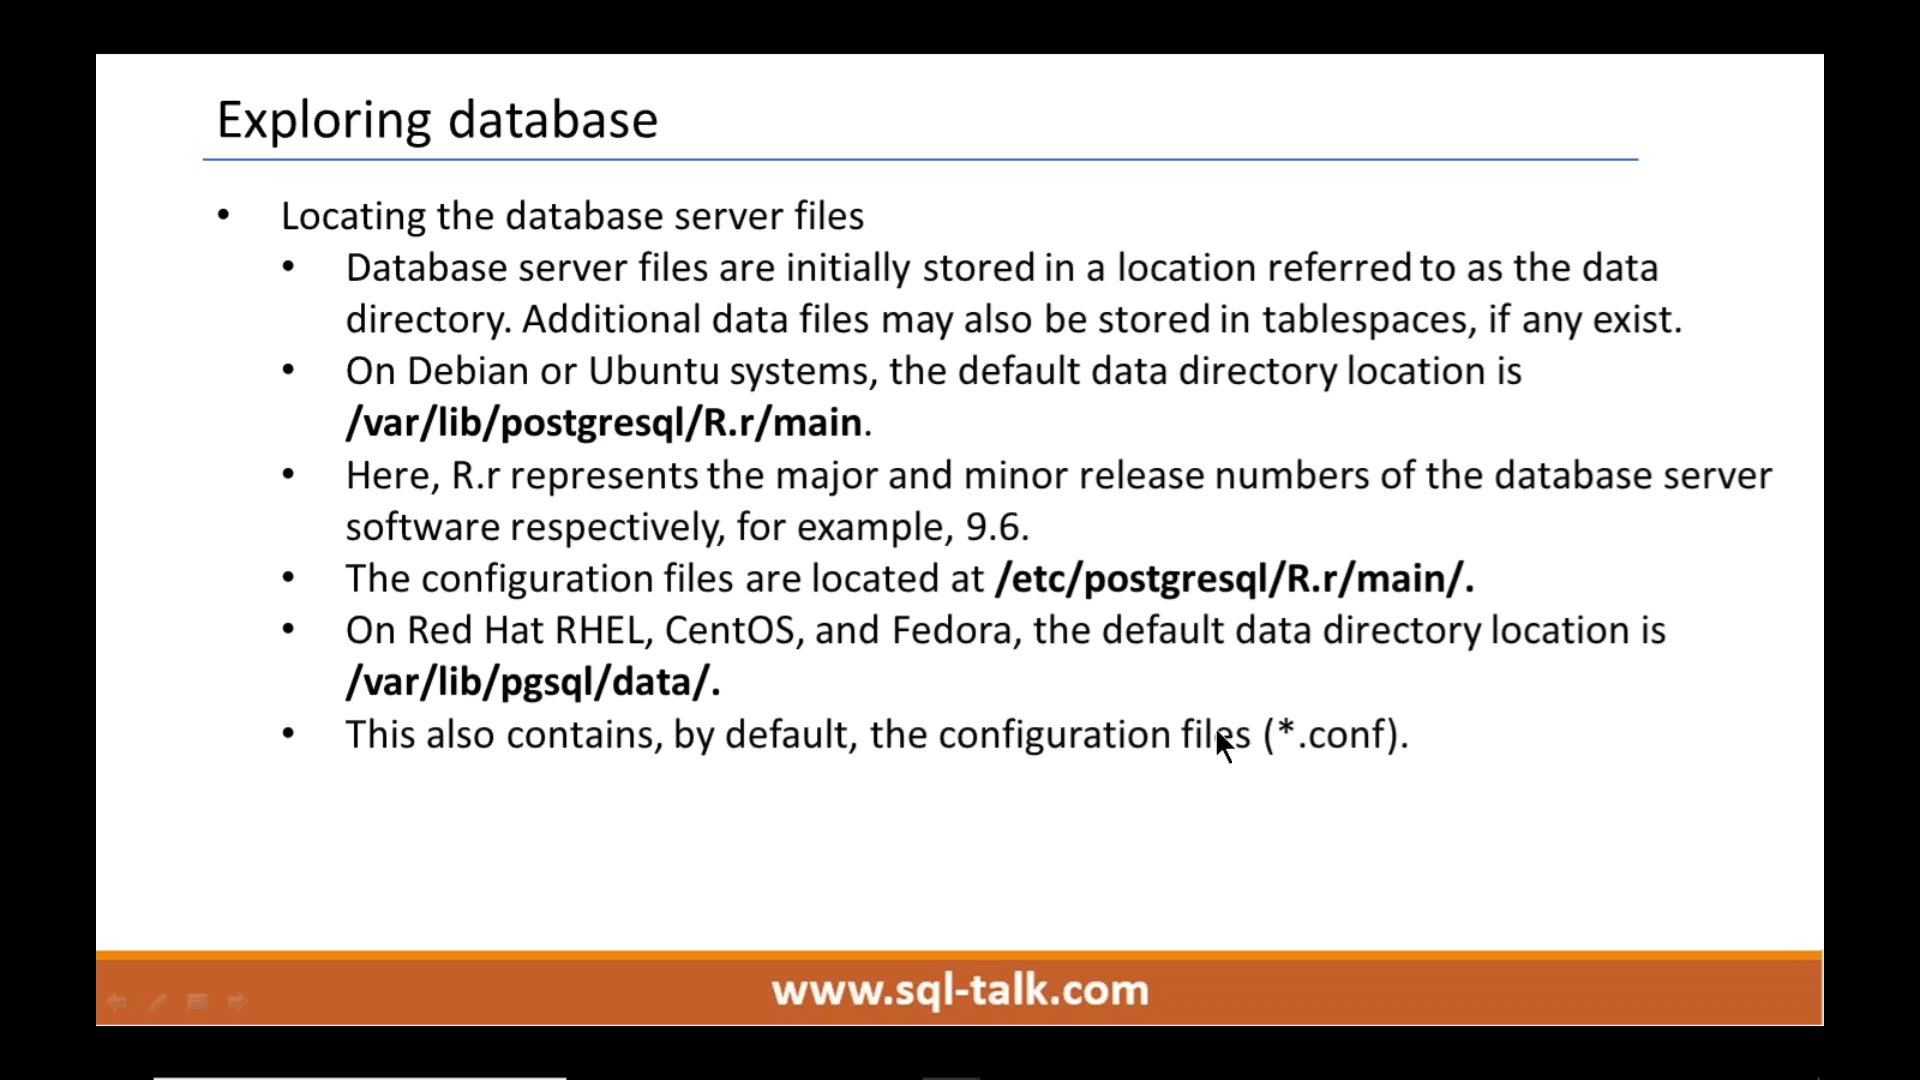 Exploring database
• Locating the database server files
• Database server files are initially stored in a location referred to as the data
directory. Additional data files may also be stored in tablespaces, if any exist.
• On Debian or Ubuntu systems, the default data directory location is
/var/lib/postgresql/R.r/main.
• Here, R.r represents the major and minor release numbers of the database server
software respectively, for example, 9.6.
• The configuration files are located at /etc/postgresql/R.r/main/.
• On Red Hat RHEL, CentOS, and Fedora, the default data directory location is
/var/lib/pgsql/data/.
• This also contains, by default, the configuration files (*.conf).
www.sql-talk.com